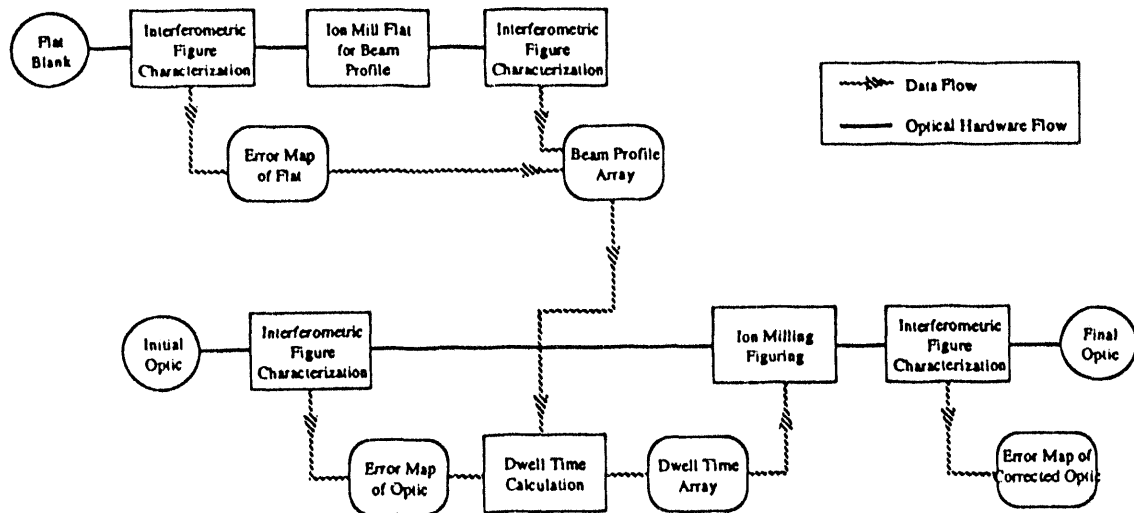 Flat
Blank
Interferometric
Figure
Characterization
Ion Mill Flat
for Beam
Profile
Interferometric
Figure
Characterization
Data Flow
Optical Hardware Flow
Error Map
of Flat
Beam Profile
Array
Initial
Optic
Interferometric
Figure
Characterization
Ion Milling
Figuring
Interferometric
Figure
Characterization
Final
Optic
Error Map
of Optic
Dwell Time
Calculation
Dwell Time
Array
Error Map of
Corrected Optic